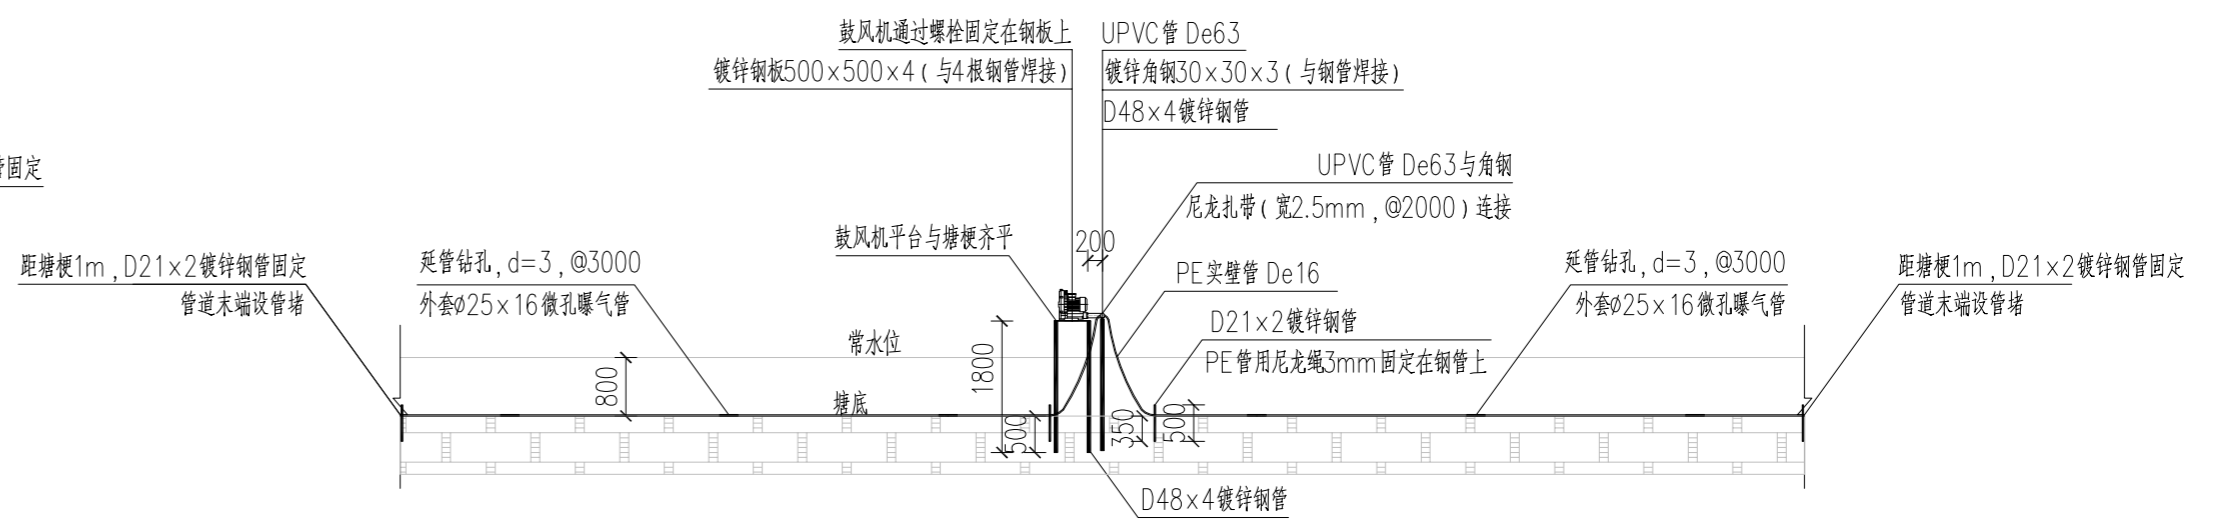 鼓风机通过螺栓固定在钢板上
镀锌钢板500×500×4(与4根钢管焊接)
UPVC管 De63
镀锌角钢30×30×3(与钢管焊接)
D48×4镀锌钢管
管固定
UPVC管 De63与角钢
尼龙扎带(宽2.5mm,@2000)连接
鼓风机平台与塘梗齐平
200
距塘梗1m,D21×2镀锌钢管固定
管道末端设管堵
延管钻孔,d=3,@3000
外套ø25×16微孔曝气管
PE实壁管 De16
延管钻孔,d=3,@3000
外套ø25×16微孔曝气管
距塘梗1m,D21×2镀锌钢管固定
管道末端设管堵
D21×2镀锌钢管
PE管用尼龙绳3mm固定在钢管上
常水位
800
1800
塘底
500
350
500
D48×4镀锌钢管